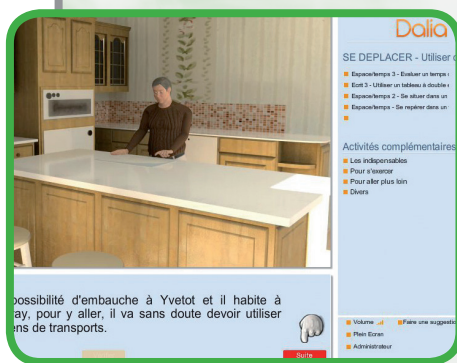 Dalia
SE DEPLACER - Utiliser
Espace/temps 3 - Evaluer un temps
Ecrit 3 - Utiliser un tableau à double
Espace/temps 2 - Se situer dans un
Espace/temps - Se repérer dans un
Activités complémentaires
Les indispensables
Pour s'exercer
Pour aller plus loin
Divers
possibilité d'embauche à Yvetot et il habite à
ray, pour y aller, il va sans doute devoir utiliser
ens de transports.
Suite
Volume
Faire une suggestio
Plein Ecran
Administrateur